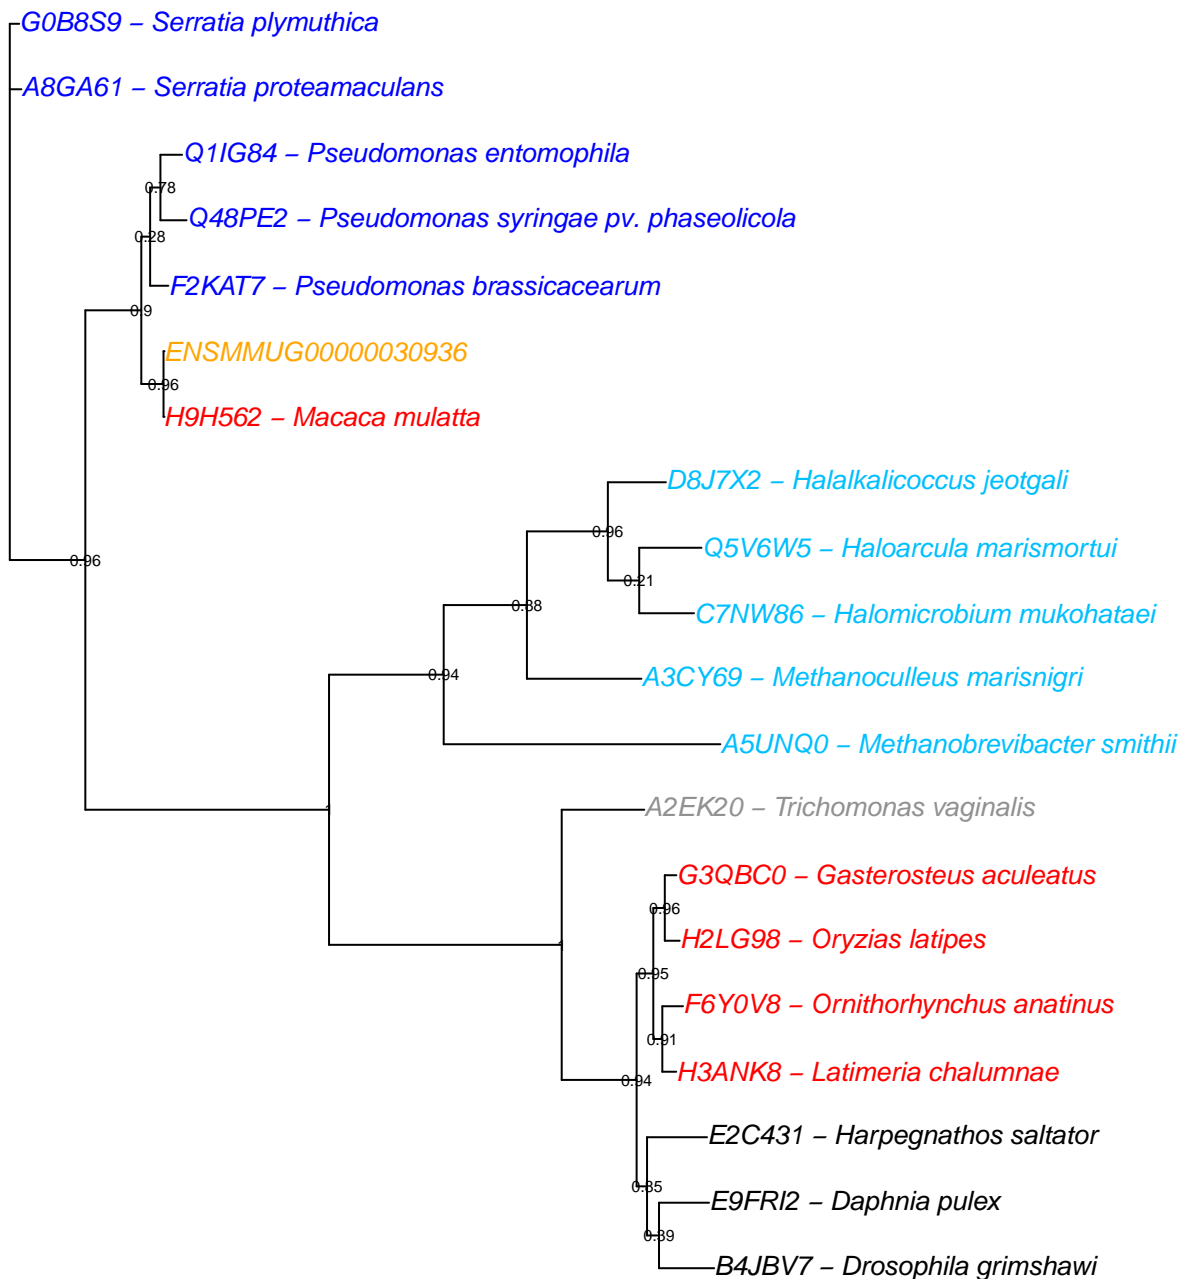 G0B8S9 – Serratia plymuthica
A8GA61 – Serratia proteamaculans
Q1IG84 – Pseudomonas entomophila
0.78
Q48PE2 – Pseudomonas syringae pv. phaseolicola
0.28
F2KAT7 – Pseudomonas brassicacearum
0.9
ENSMMUG00000030936
0.96
H9H562 – Macaca mulatta
D8J7X2 – Halalkalicoccus jeotgali
0.96
Q5V6W5 – Haloarcula marismortui
0.96
0.21
0.88
C7NW86 – Halomicrobium mukohataei
0.94
A3CY69 – Methanoculleus marisnigri
A5UNQ0 – Methanobrevibacter smithii
1
A2EK20 – Trichomonas vaginalis
G3QBC0 – Gasterosteus aculeatus
0.96
H2LG98 – Oryzias latipes
1
0.95
F6Y0V8 – Ornithorhynchus anatinus
0.91
H3ANK8 – Latimeria chalumnae
0.94
E2C431 – Harpegnathos saltator
0.85
E9FRI2 – Daphnia pulex
0.39
B4JBV7 – Drosophila grimshawi